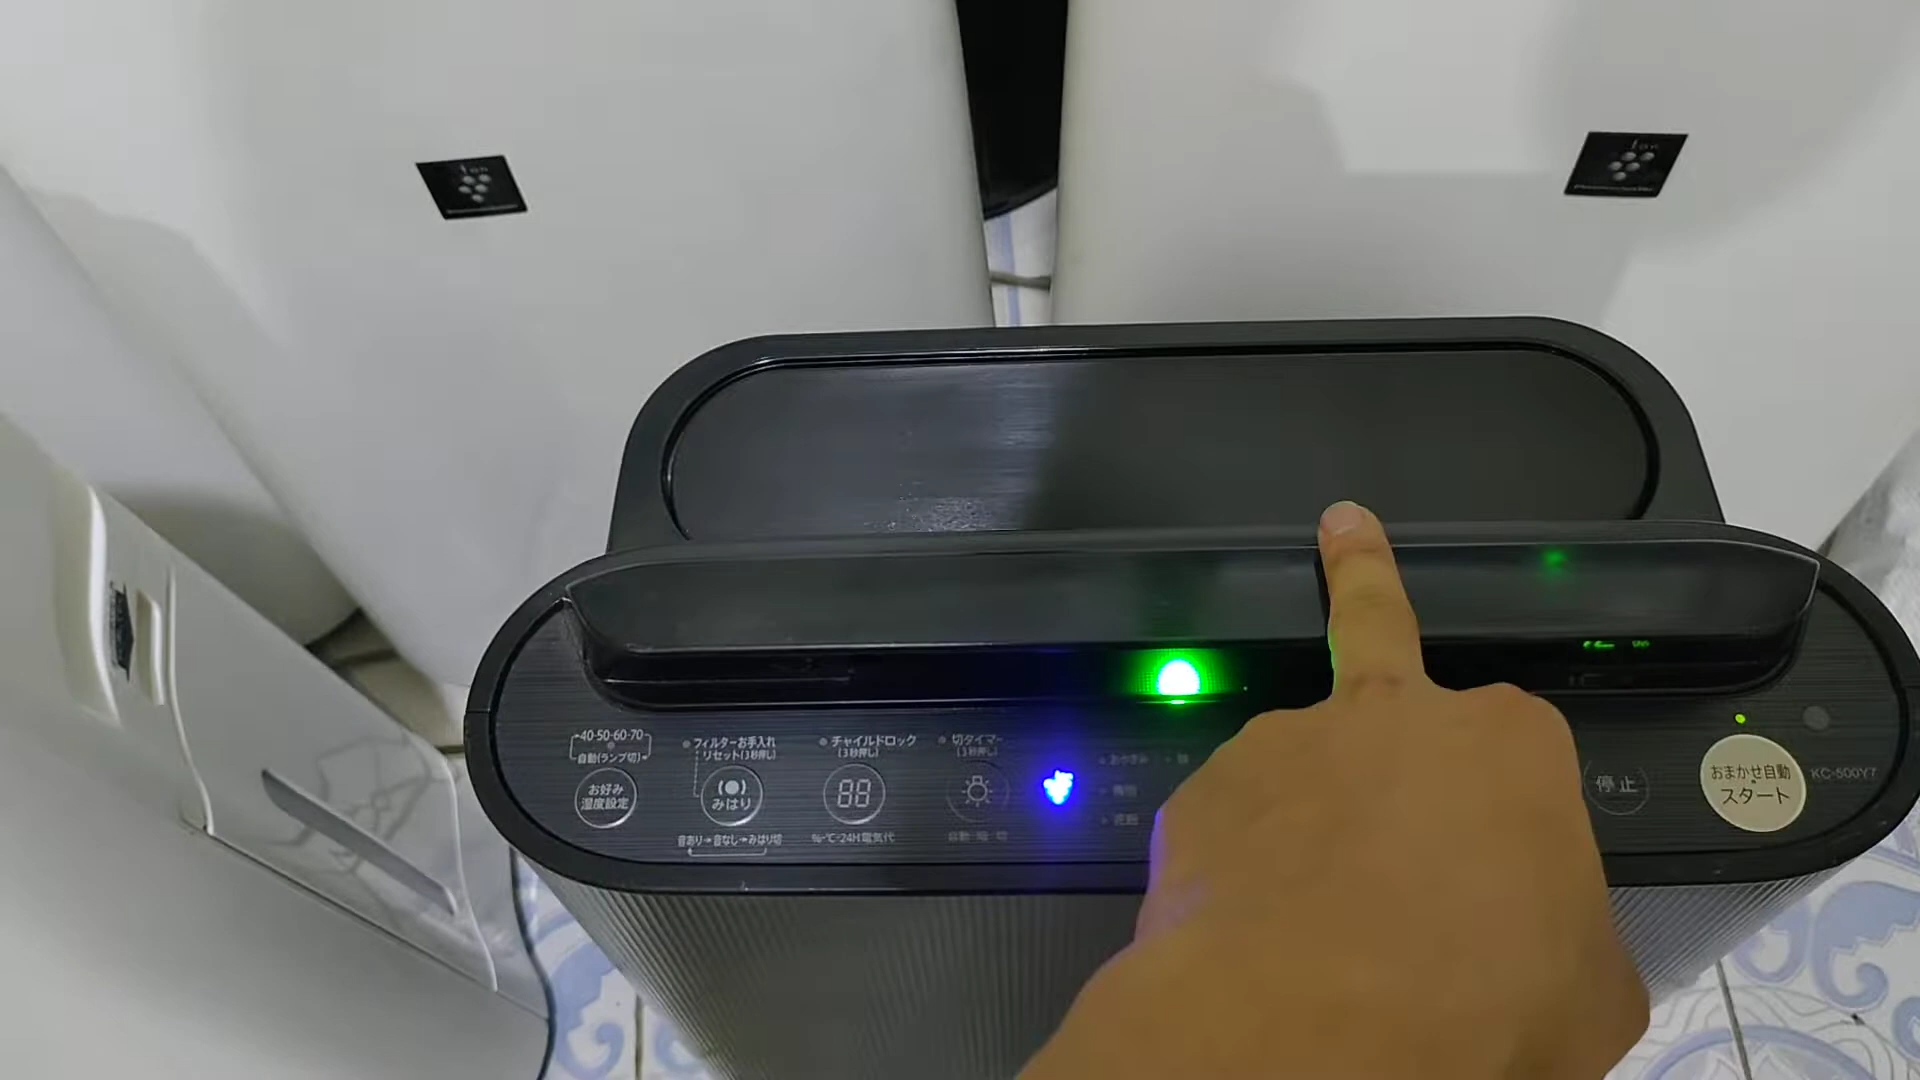 ion
ion
40-50-60-70
自動(ランプ切)
お好み
湿度設定
フィルターお手入れ
リセット(3秒押し)
みはり
音あり→音なし→みはり切
チャイルドロック
(3秒押し)
88
%-℃-24H電気代
切タイマー
(3秒押し)
自動 暗 切
停止
おまかせ自動
スタート
KC-500Y7